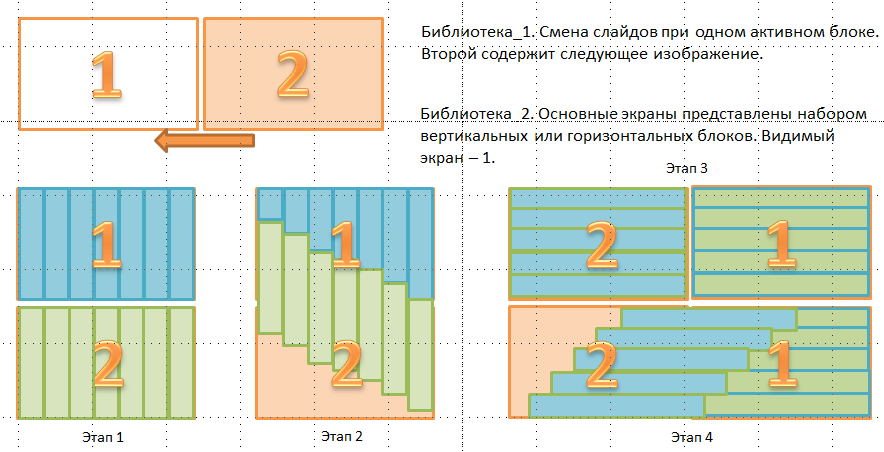 1
2
Библиотека_1. Смена слайдов при одном активном блоке.
Второй содержит следующее изображение.
Библиотека_2. Основные экраны представлены набором
вертикальных или горизонтальных блоков. Видимый
экран – 1.
Этап 3
1
1
2
1
2
2
2
1
Этап 1
Этап 2
Этап 4